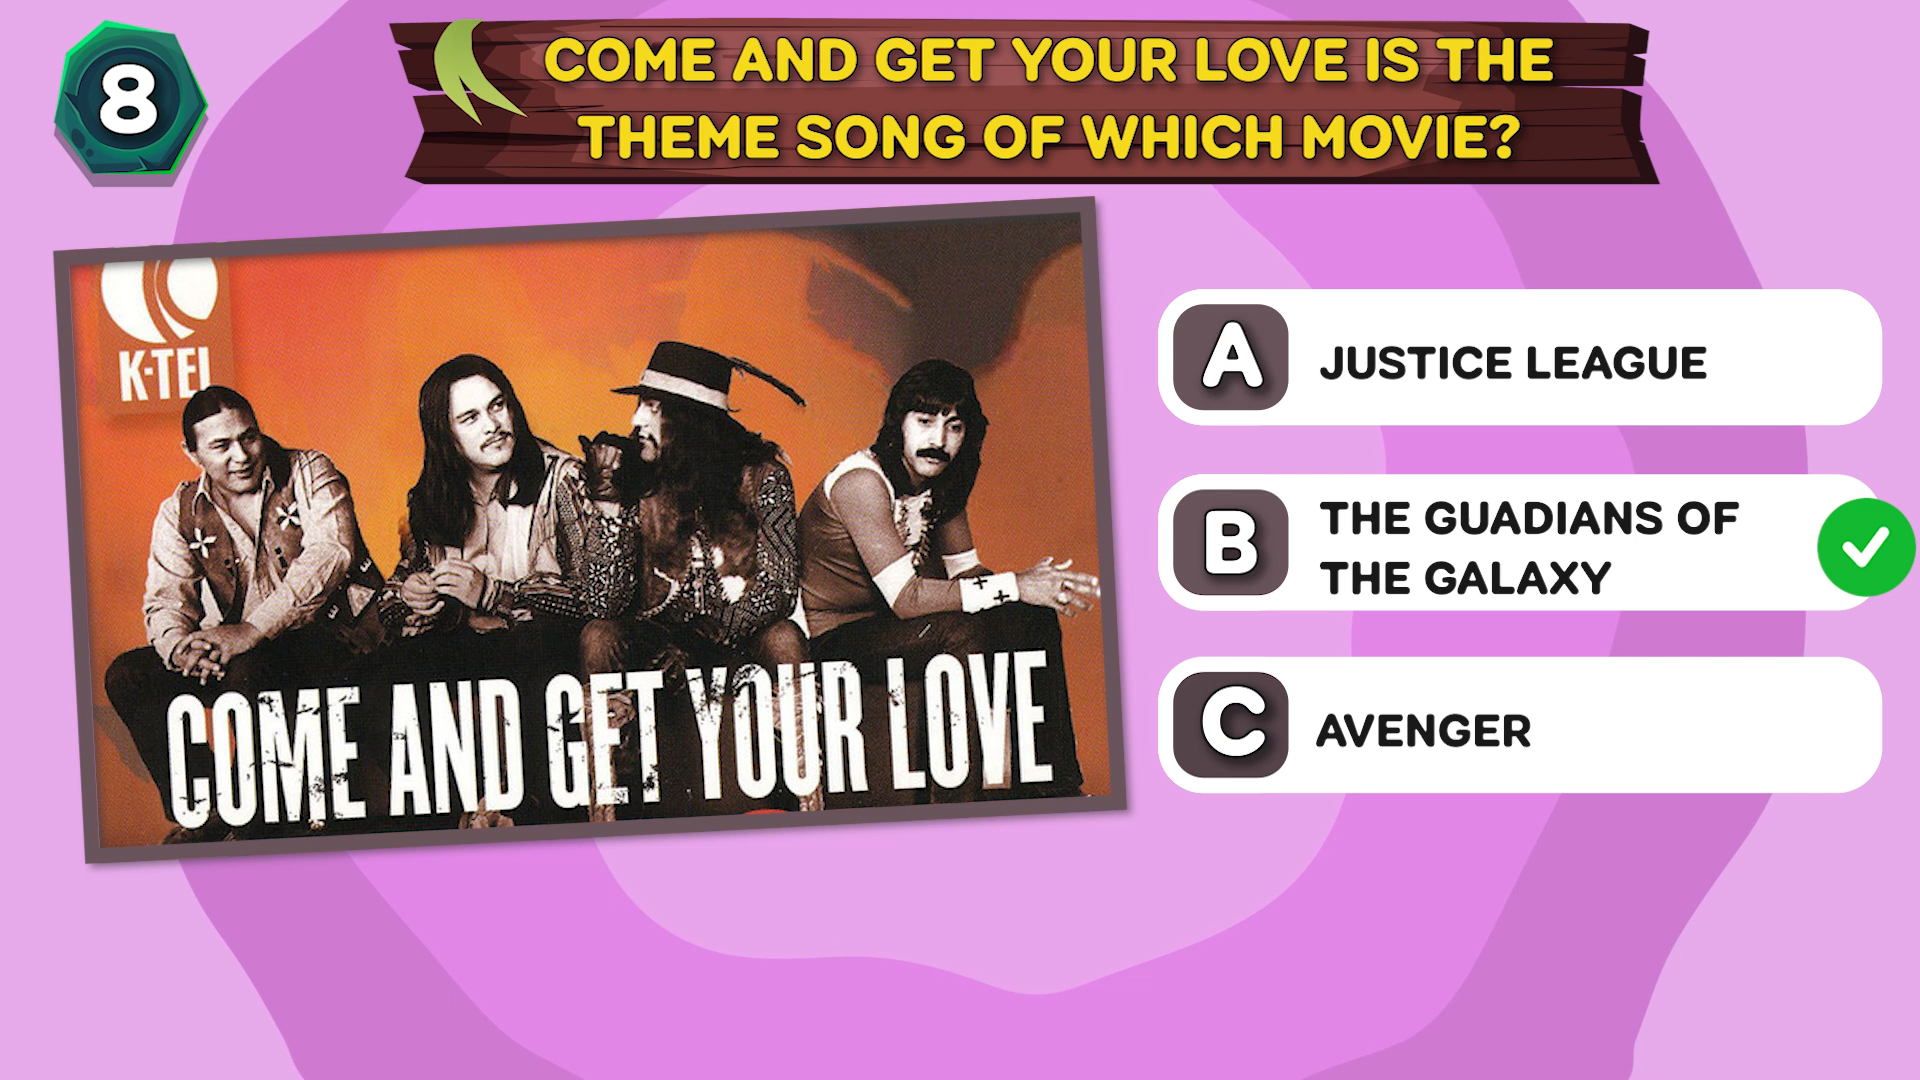 8
COME AND GET YOUR LOVE IS THE
THEME SONG OF WHICH MOVIE?
K-TEL
COME AND GET YOUR LOVE
A
JUSTICE LEAGUE
B
THE GUADIANS OF
THE GALAXY
C
AVENGER